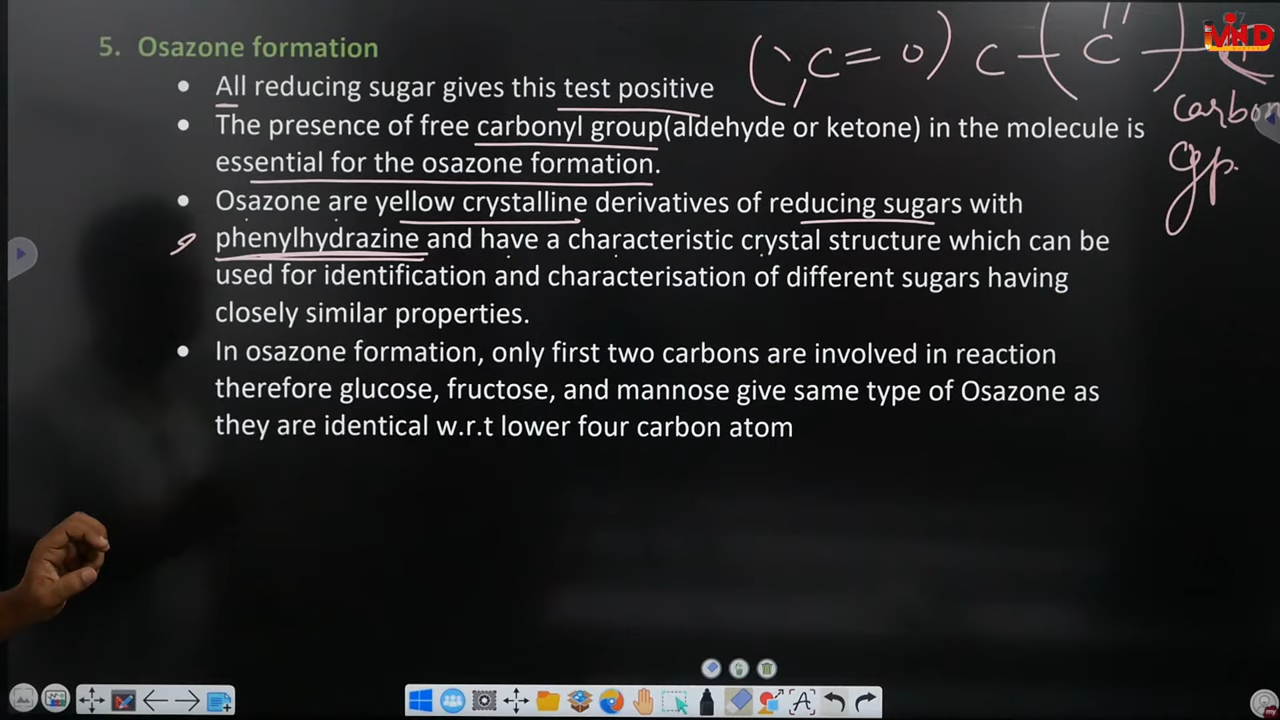 5. Osazone formation
(C=O) C-(C)-
• All reducing sugar gives this test positive
• The presence of free carbonyl group(aldehyde or ketone) in the molecule is
essential for the osazone formation.
carbon
gp.
• Osazone are yellow crystalline derivatives of reducing sugars with
phenylhydrazine and have a characteristic crystal structure which can be
used for identification and characterisation of different sugars having
closely similar properties.
• In osazone formation, only first two carbons are involved in reaction
therefore glucose, fructose, and mannose give same type of Osazone as
they are identical w.r.t lower four carbon atom